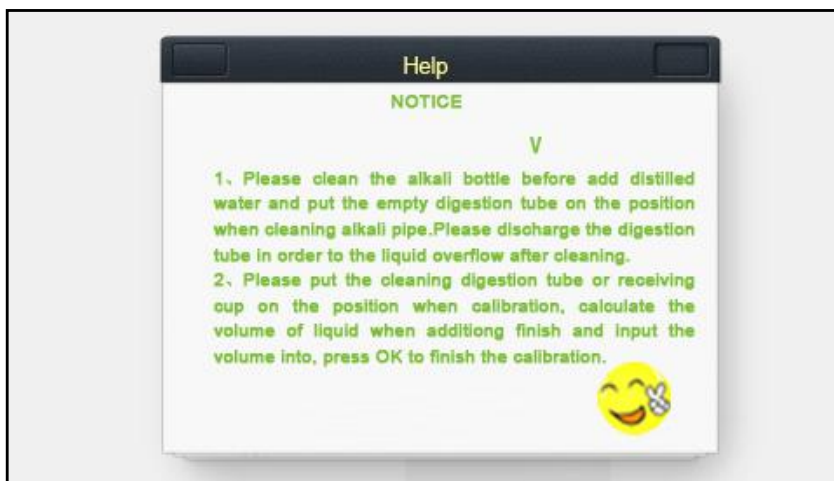 Help
NOTICE
V
1、Please clean the alkali bottle before add distilled
water and put the empty digestion tube on the position
when cleaning alkali pipe.Please discharge the digestion
tube in order to the liquid overflow after cleaning.
2、Please put the cleaning digestion tube or receiving
cup on the position when calibration, calculate the
volume of liquid when additiong finish and input the
volume into, press OK to finish the calibration.